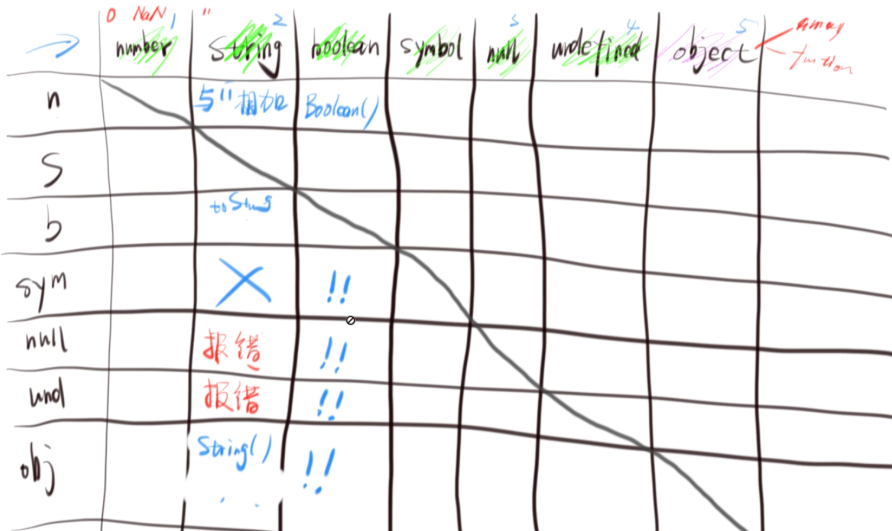 0 NaN 1 '' 2 3 4 5 array
number string boolean symbol null undefined object function
n 与''相加 Boolean()
S
b toString
sym !!
null 报错 !!
und 报错 !!
obj String() !!